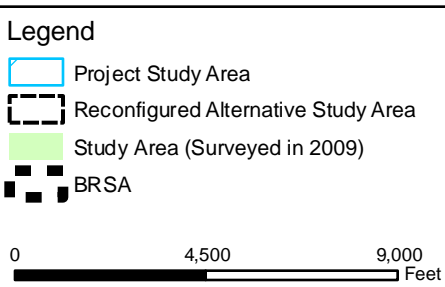 Legend
Project Study Area
Reconfigured Alternative Study Area
Study Area (Surveyed in 2009)
BRSA
0 4,500 9,000
Feet